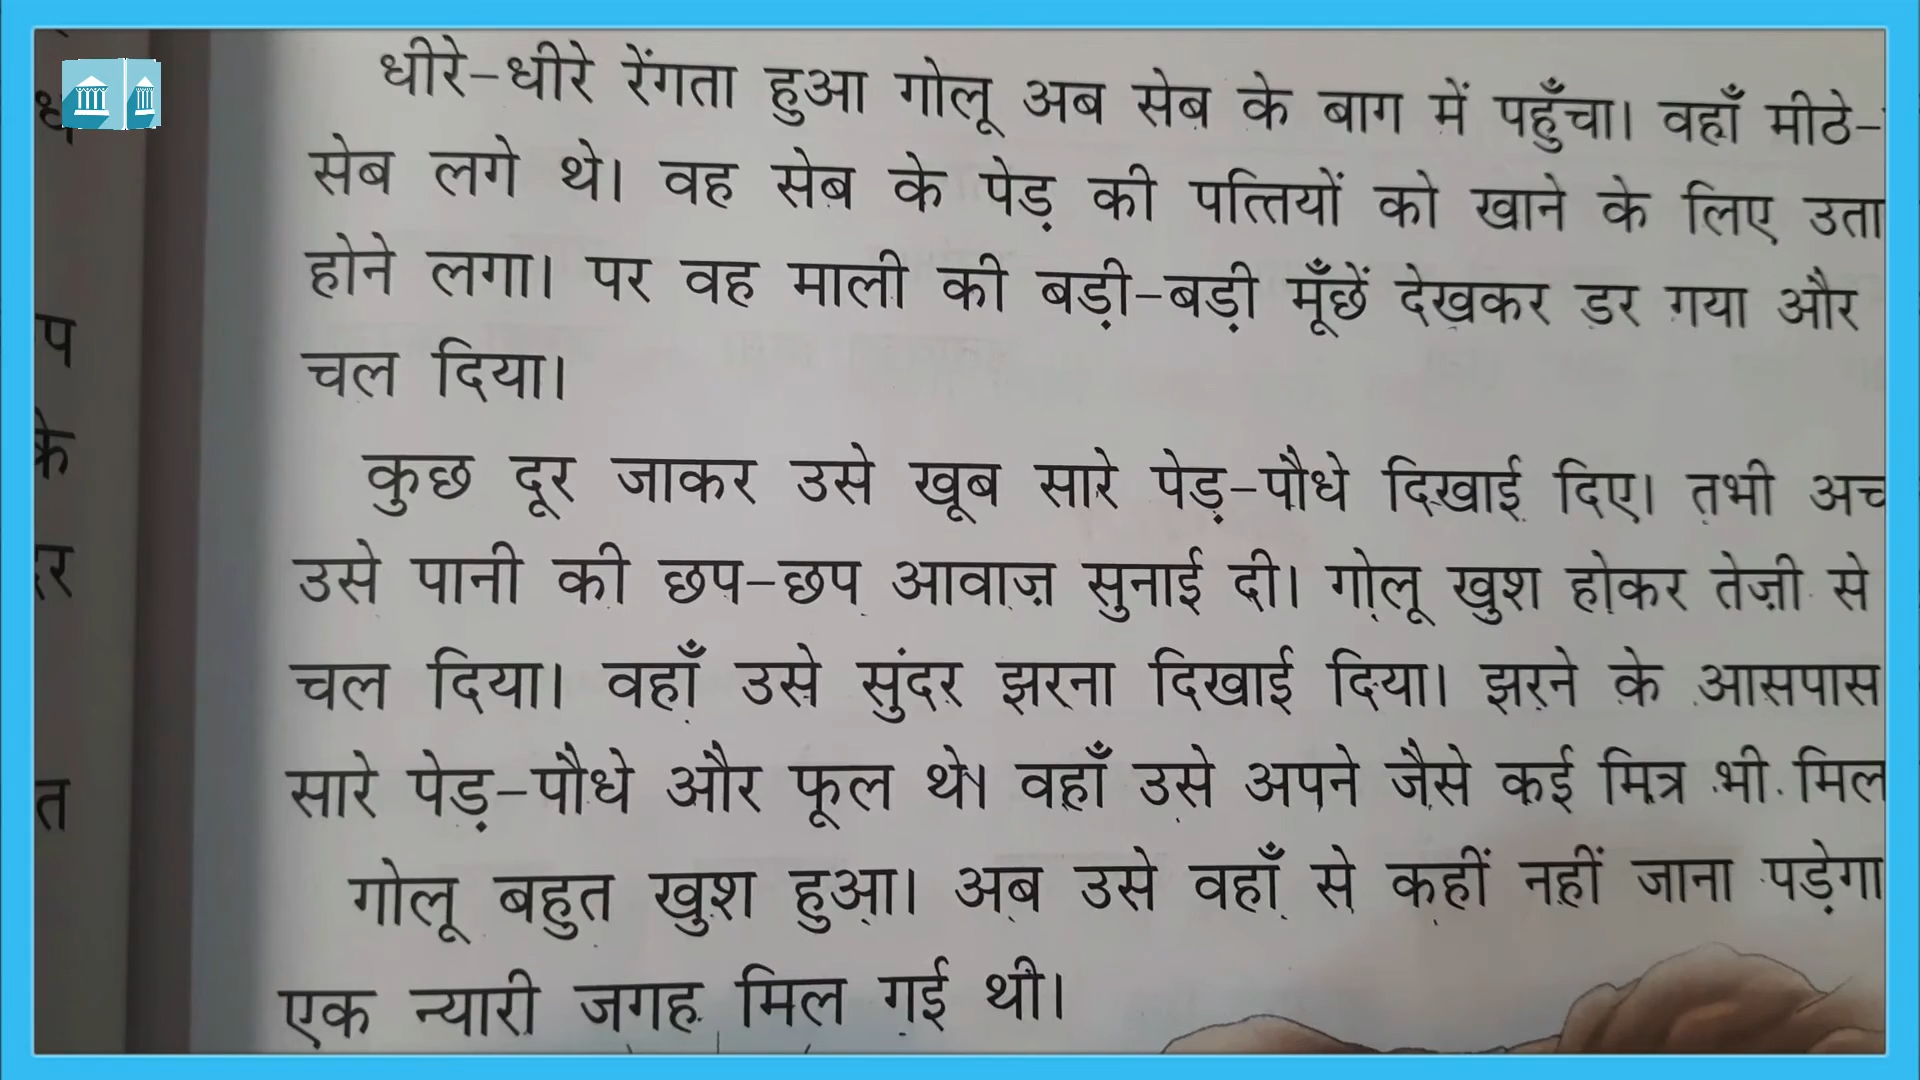 धीरे-धीरे रेंगता हुआ गोलू अब सेब के बाग में पहुँचा। वहाँ मीठे-
सेब लगे थे। वह सेब के पेड़ की पत्तियों को खाने के लिए उता
होने लगा। पर वह माली की बड़ी-बड़ी मूँछें देखकर डर गया और
चल दिया।
कुछ दूर जाकर उसे खूब सारे पेड़-पौधे दिखाई दिए। तभी अच
उसे पानी की छप-छप आवाज़ सुनाई दी। गोलू खुश होकर तेज़ी से
चल दिया। वहाँ उसे सुंदर झरना दिखाई दिया। झरने के आसपास
सारे पेड़-पौधे और फूल थे। वहाँ उसे अपने जैसे कई मित्र भी मिल
गोलू बहुत खुश हुआ। अब उसे वहाँ से कहीं नहीं जाना पड़ेगा
एक न्यारी जगह मिल गई थी।